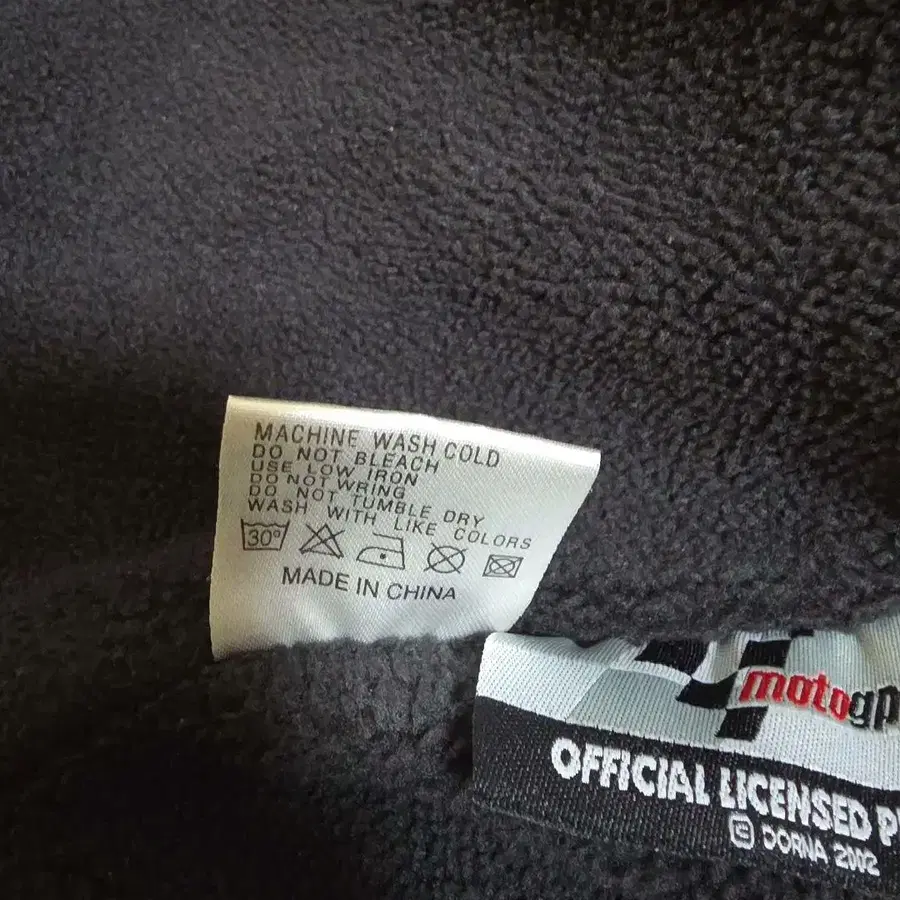 MACHINE WASH COLD
DO NOT BLEACH
USE LOW IRON
DO NOT WRING
DO NOT TUMBLE DRY
WASH WITH LIKE COLORS
30°
MADE IN CHINA
motogp
OFFICIAL LICENSED
© DORNA 2002